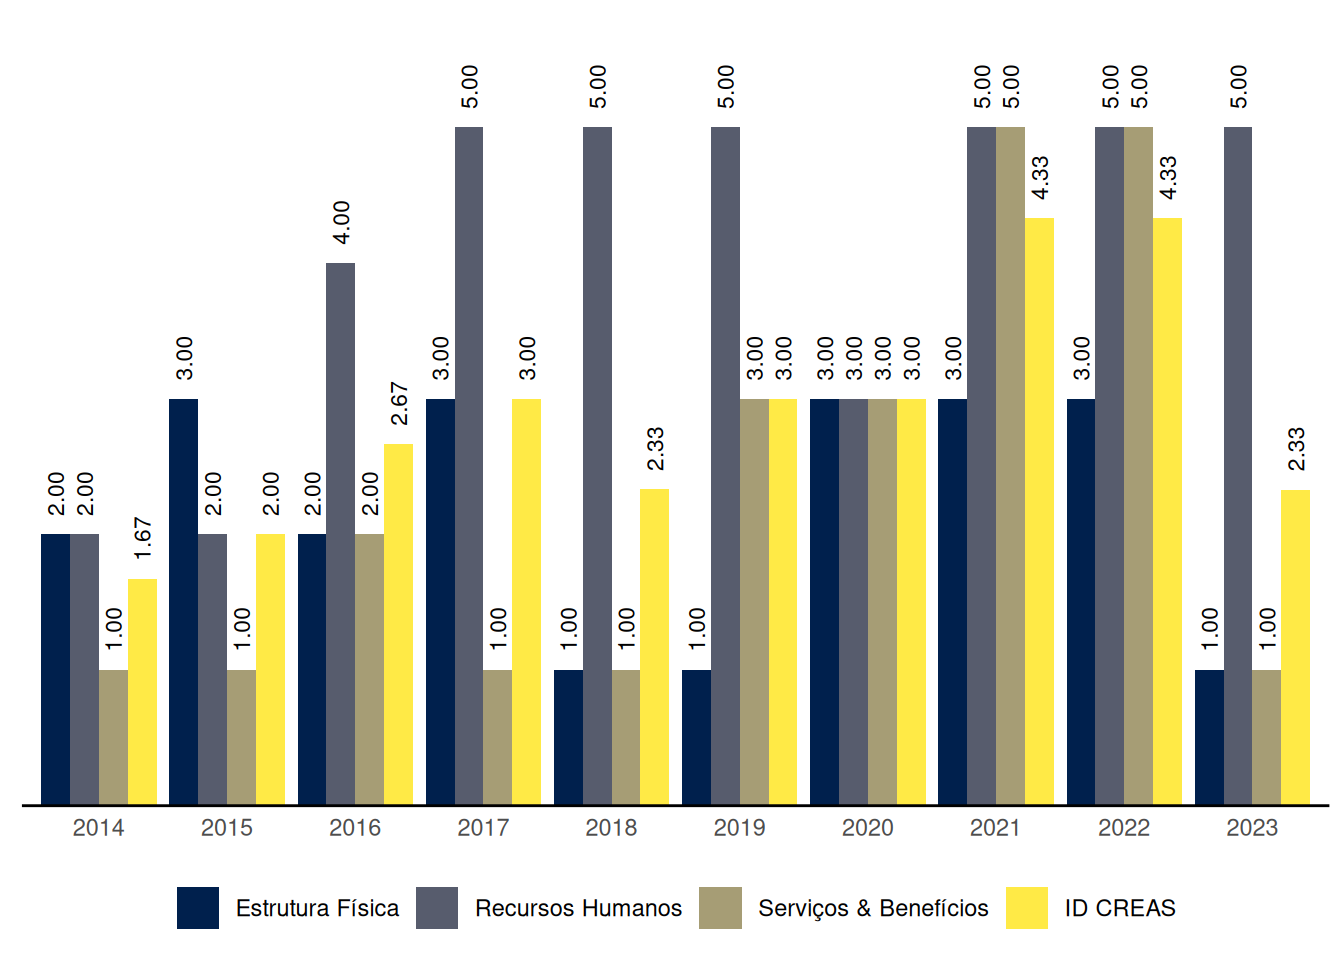 2.00 2.00 1.00 1.67
3.00 2.00 1.00 2.00
2.00 4.00 2.00 2.67
3.00 5.00 1.00 3.00
1.00 5.00 1.00 2.33
1.00 5.00 3.00 3.00
3.00 3.00 3.00 3.00
3.00 5.00 5.00 4.33
3.00 5.00 5.00 4.33
1.00 5.00 1.00 2.33
2014 2015 2016 2017 2018 2019 2020 2021 2022 2023
Estrutura Física Recursos Humanos Serviços & Benefícios ID CREAS